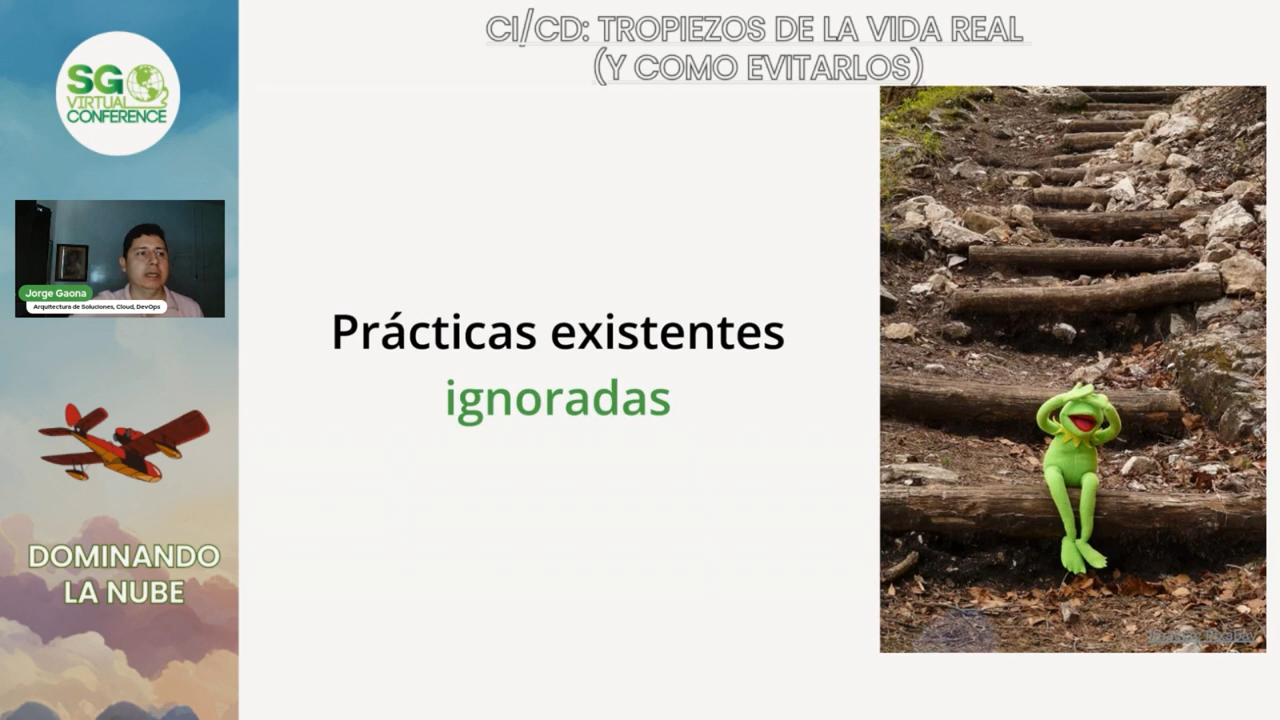 CI/CD: TROPIEZOS DE LA VIDA REAL
(Y COMO EVITARLOS)
SG
VIRTUAL
CONFERENCE
Jorge Gaona
Arquitectura de Soluciones, Cloud, DevOps
Prácticas existentes
ignoradas
DOMINANDO
LA NUBE